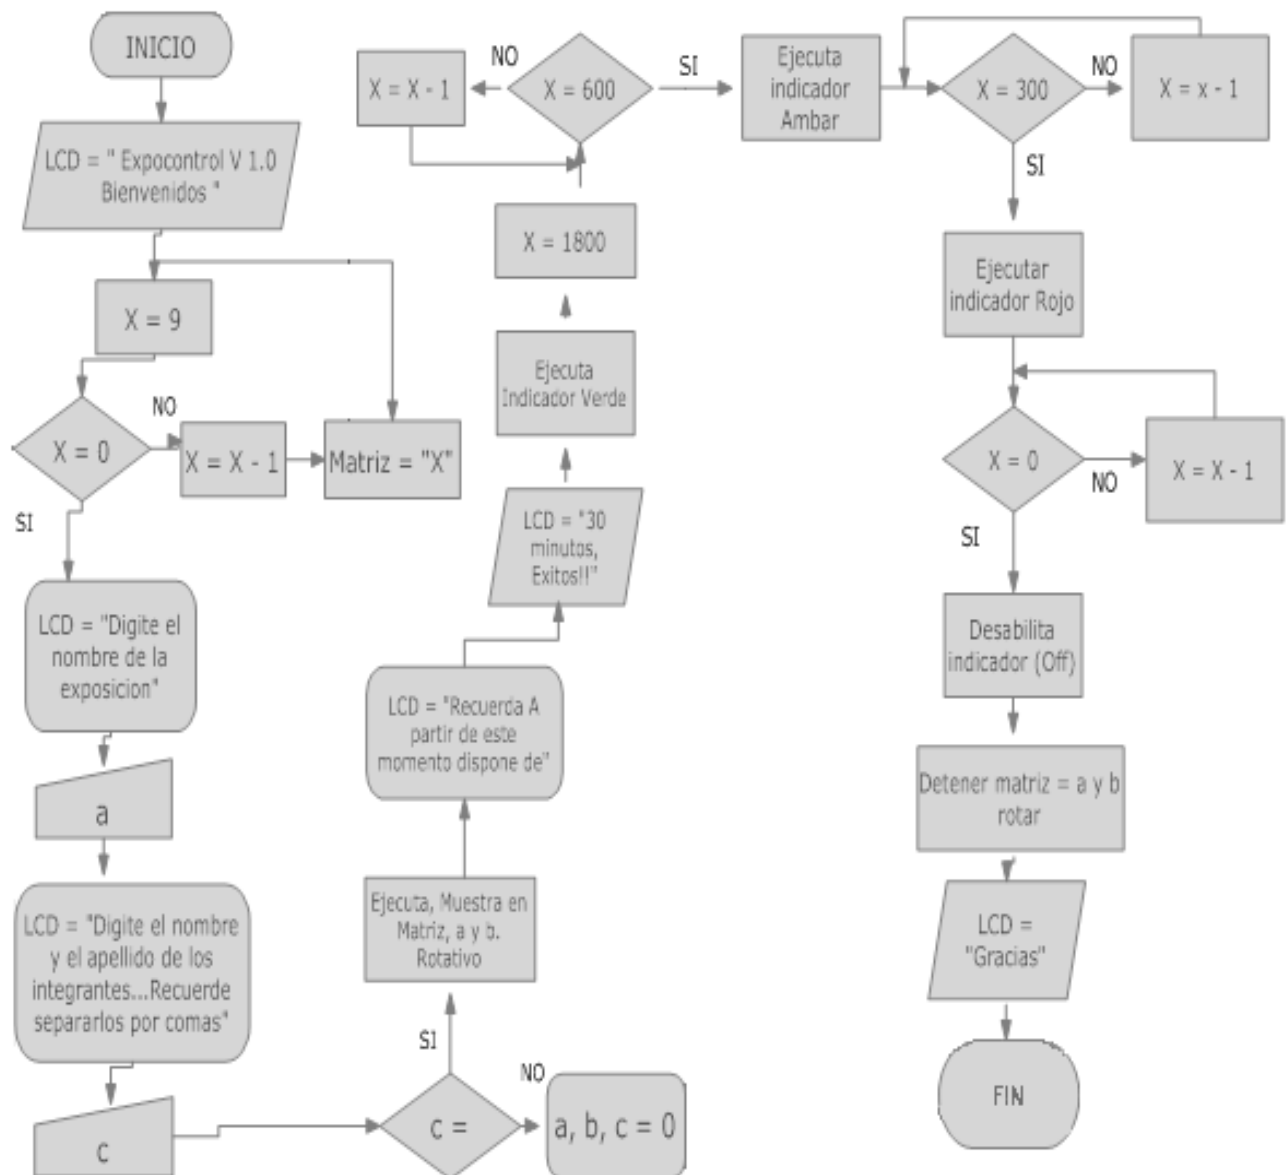 INICIO
LCD = " Expocontrol V 1.0
Bienvenidos "
X = 9
X = 0
NO
X = X - 1
Matriz = "X"
SI
LCD = "Digite el
nombre de la
exposicion"
a
LCD = "Digite el nombre
y el apellido de los
integrantes...Recuerde
separarlos por comas"
c
c =
NO
a, b, c = 0
SI
Ejecuta, Muestra en
Matriz, a y b.
Rotativo
LCD = "Recuerda A
partir de este
momento dispone de"
LCD = "30
minutos,
Exitos!!"
Ejecuta
Indicador Verde
X = 1800
X = 600
NO
X = X - 1
SI
Ejecuta
indicador
Ambar
X = 300
NO
X = x - 1
SI
Ejecutar
indicador Rojo
X = 0
NO
X = X - 1
SI
Desabilita
indicador (Off)
Detener matriz = a y b
rotar
LCD =
"Gracias"
FIN